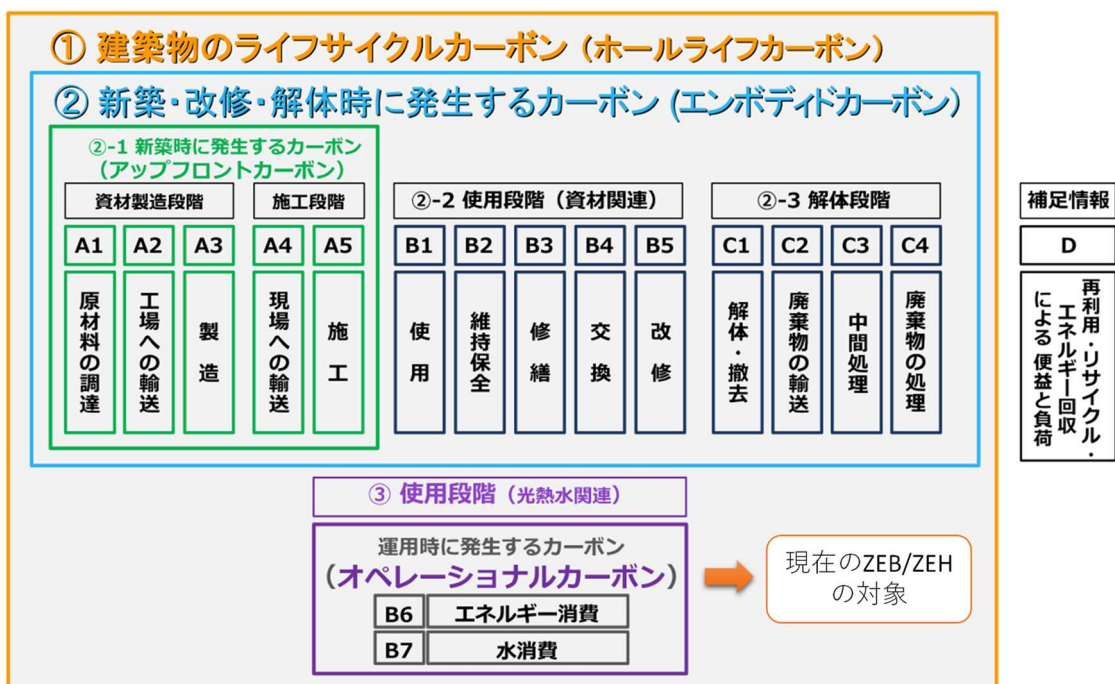 ① 建築物のライフサイクルカーボン（ホールライフカーボン）
② 新築・改修・解体時に発生するカーボン（エンボディドカーボン）
②-1 新築時に発生するカーボン
（アップフロントカーボン）
資材製造段階
施工段階
②-2 使用段階（資材関連）
②-3 解体段階
補足情報
A1
A2
A3
A4
A5
B1
B2
B3
B4
B5
C1
C2
C3
C4
D
原材料の調達
工場への輸送
製造
現場への輸送
施工
使用
維持保全
修繕
交換
改修
解体・撤去
廃棄物の輸送
中間処理
廃棄物の処理
再利用・リサイクル・
エネルギー回収
による 便益と負荷
③ 使用段階（光熱水関連）
運用時に発生するカーボン
（オペレーショナルカーボン）
B6 エネルギー消費
B7 水消費
現在のZEB/ZEH
の対象